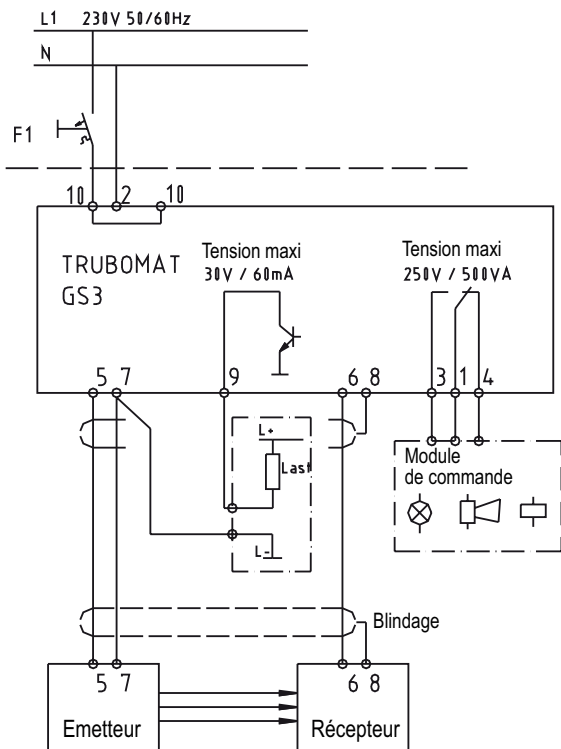 L1 230V 50/60Hz
N
F1
10 2 10
TRUBOMAT
GS3
Tension maxi
30V / 60mA
Tension maxi
250V / 500VA
5 7 9 6 8 3 1 4
L+
Last
L-
Module
de commande
Blindage
5 7 6 8
Emetteur
Récepteur